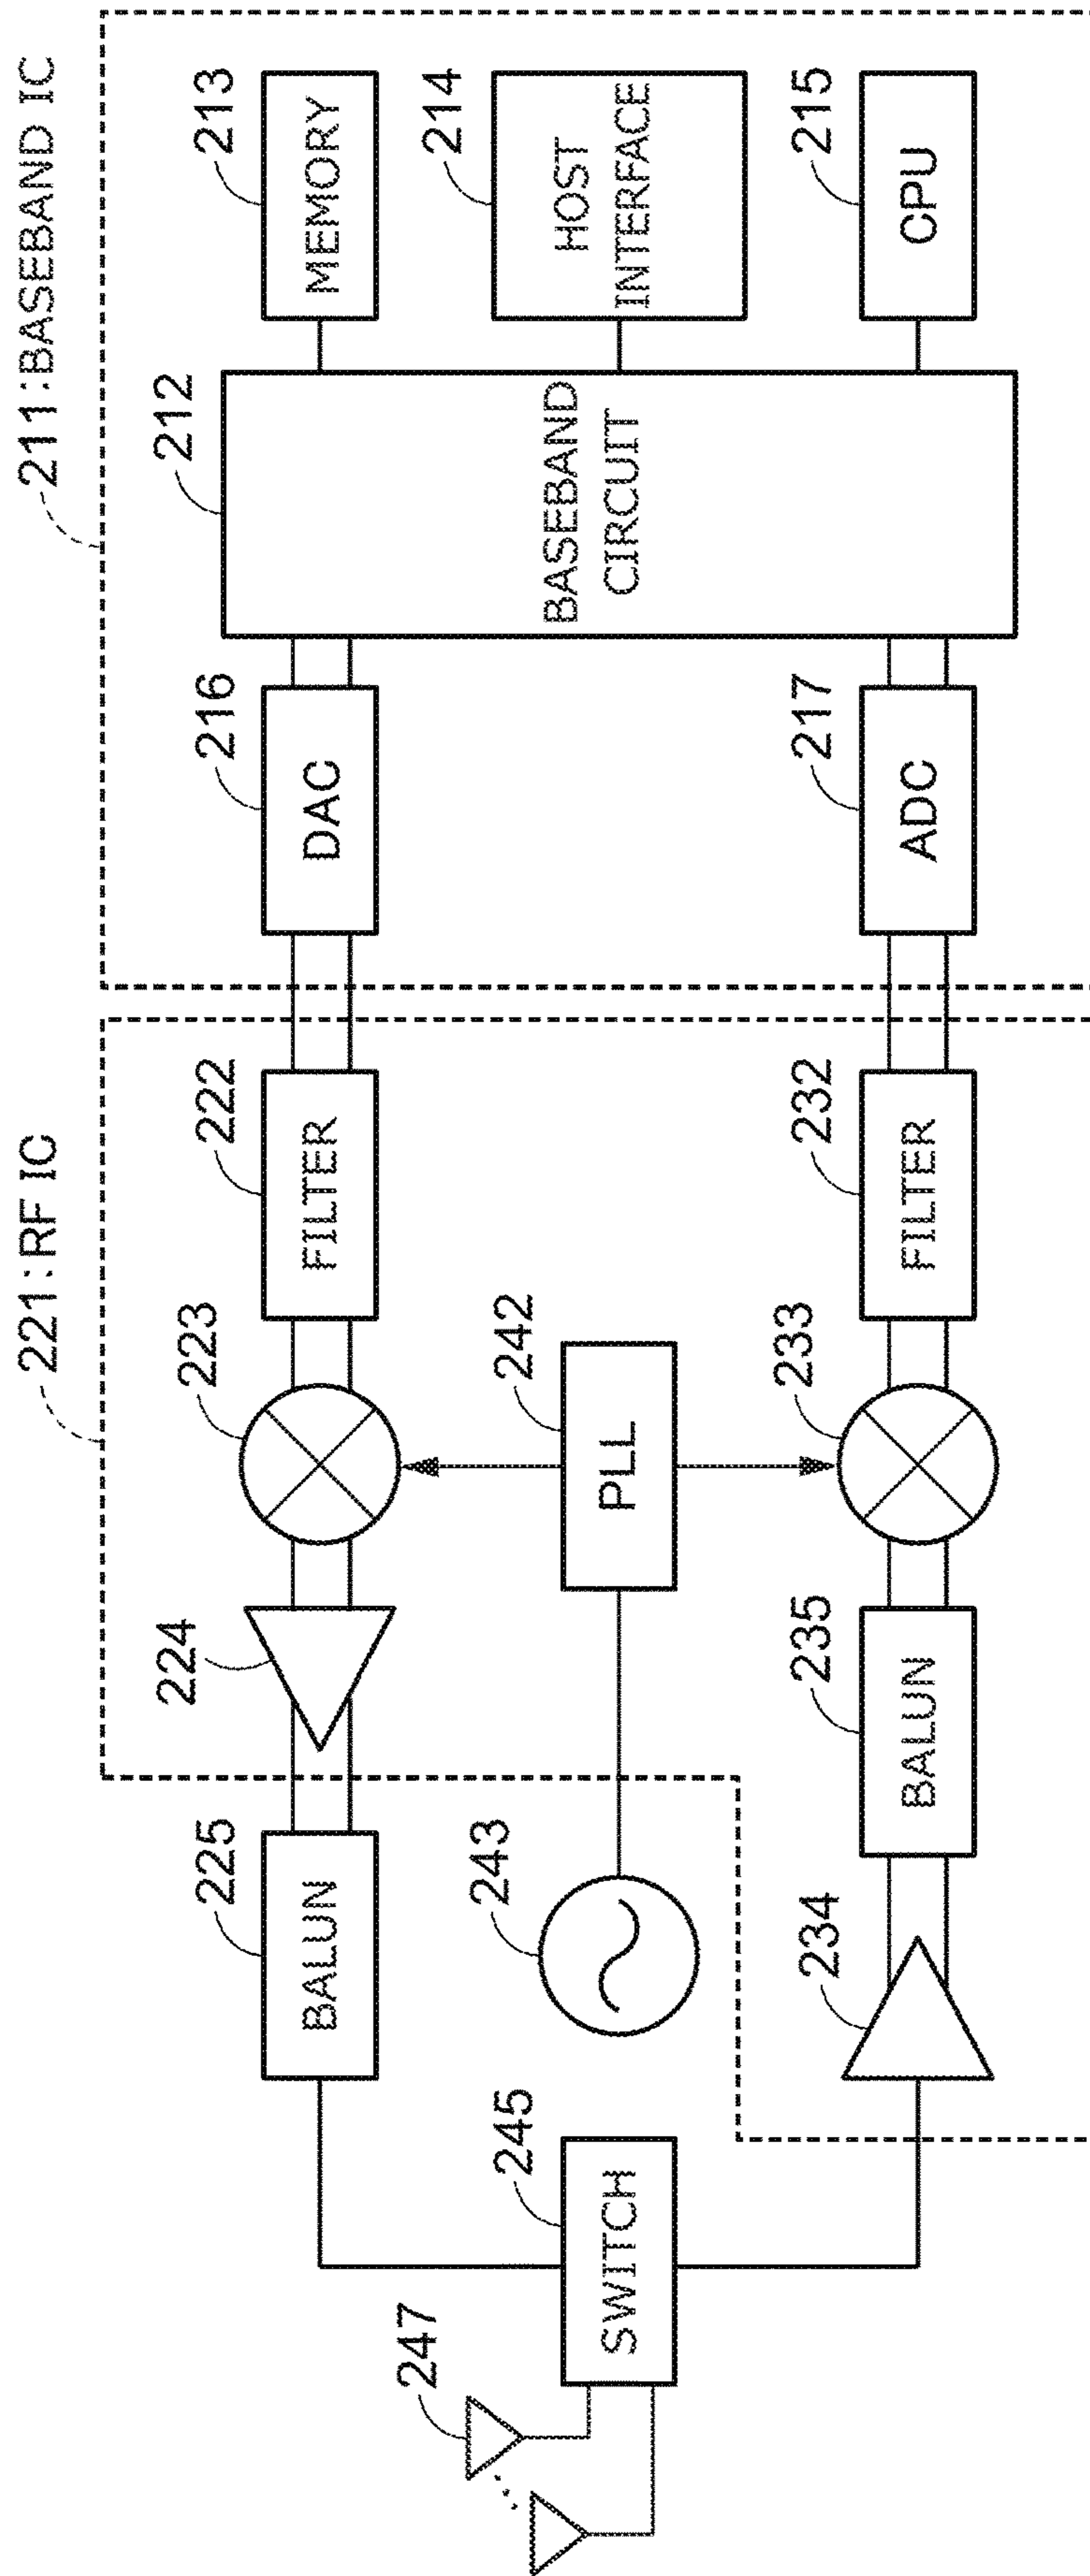 221:RF IC
211:BASEBAND IC
225
BALUN
224
223
222
FILTER
216
DAC
212
BASEBAND
CIRCUIT
213
MEMORY
247
245
SWITCH
243
242
PLL
214
HOST
INTERFACE
234
235
BALUN
233
232
FILTER
217
ADC
215
CPU